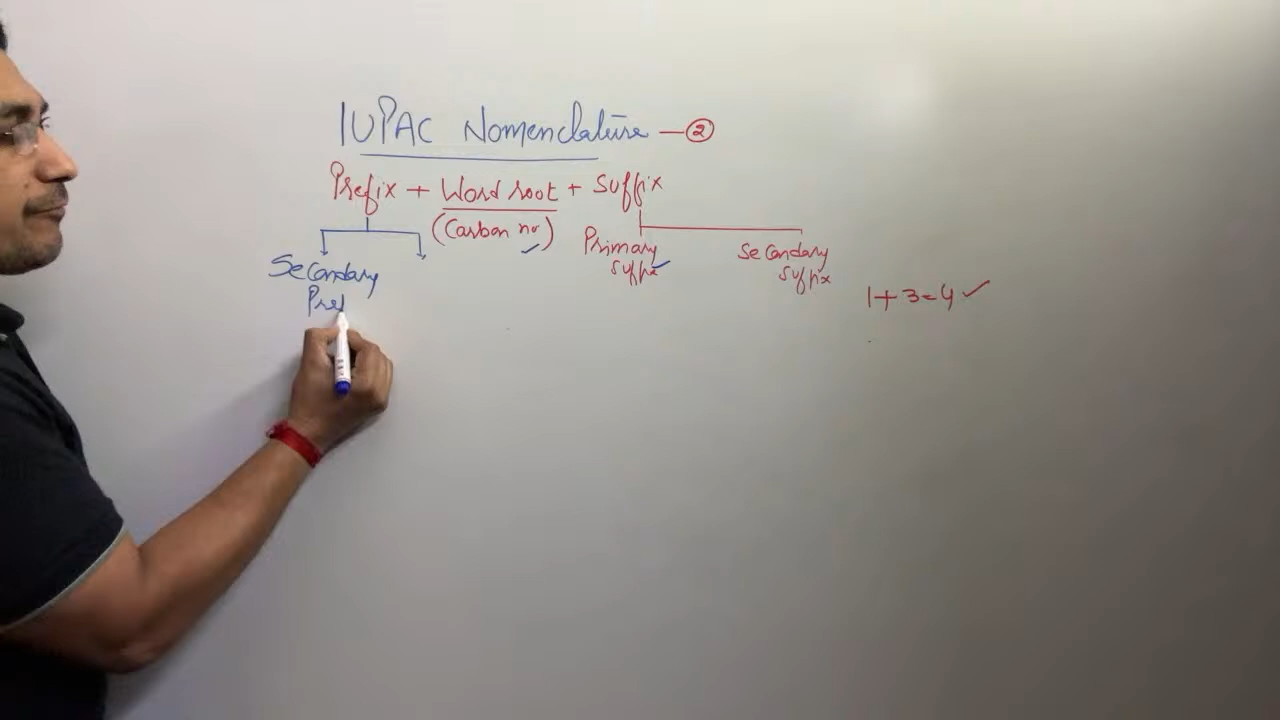 IUPAC Nomenclature — ②
Prefix + Word root + Suffix
(Carbon no)
Primary
Suffix
Secondary
Suffix
Secondary
Pref
1 + 3 = 4 ✓